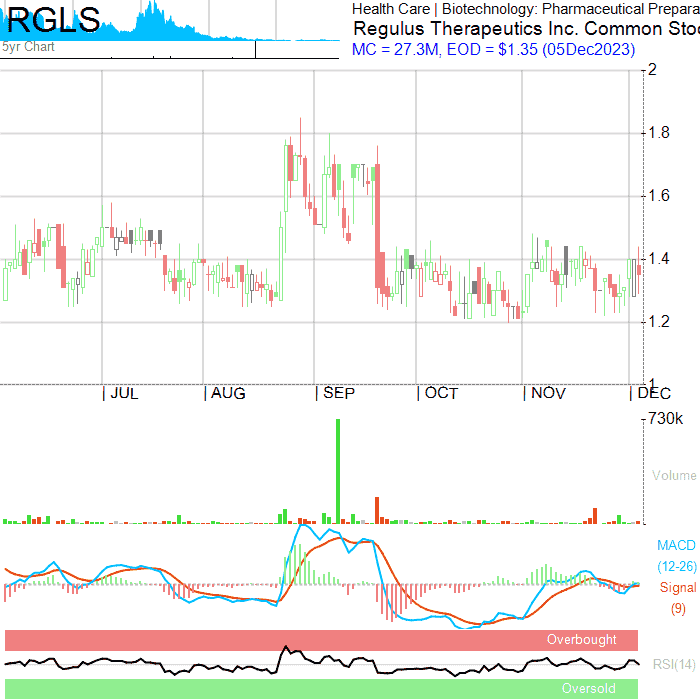 RGLS
5yr Chart
Health Care | Biotechnology: Pharmaceutical Prepara
Regulus Therapeutics Inc. Common Stoc
MC = 27.3M, EOD = $1.35 (05Dec2023)
2
1.8
1.6
1.4
1.2
1
| JUL | AUG | SEP | OCT | NOV | DEC
730k
Volume
MACD
(12-26)
Signal
(9)
Overbought
RSI(14)
Oversold